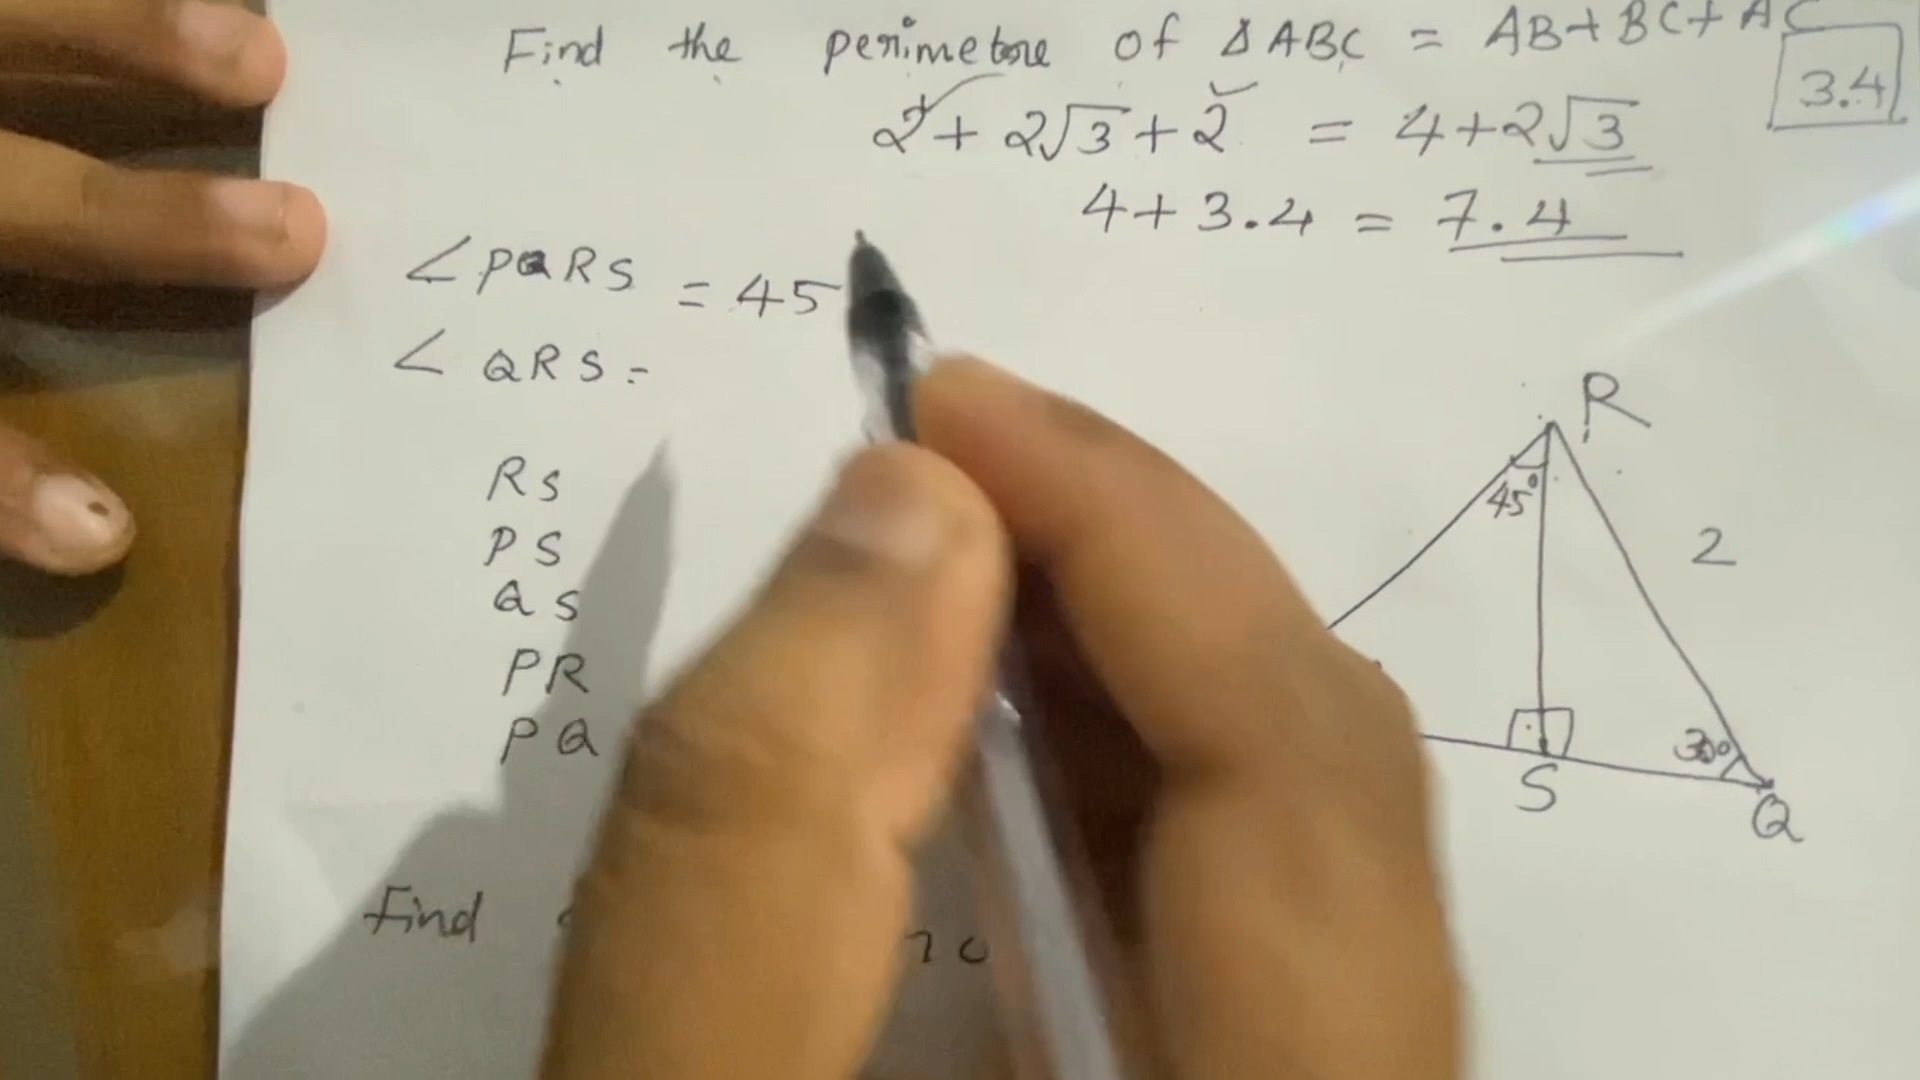 Find the perimetre of ΔABC = AB+BC+AC
3.4
2+2√3+2 = 4+2√3
4+3.4 = 7.4
∠PQRS = 45
∠QRS=
R
45°
2
RS
PS
QS
PR
PQ
30°
S
Q
Find